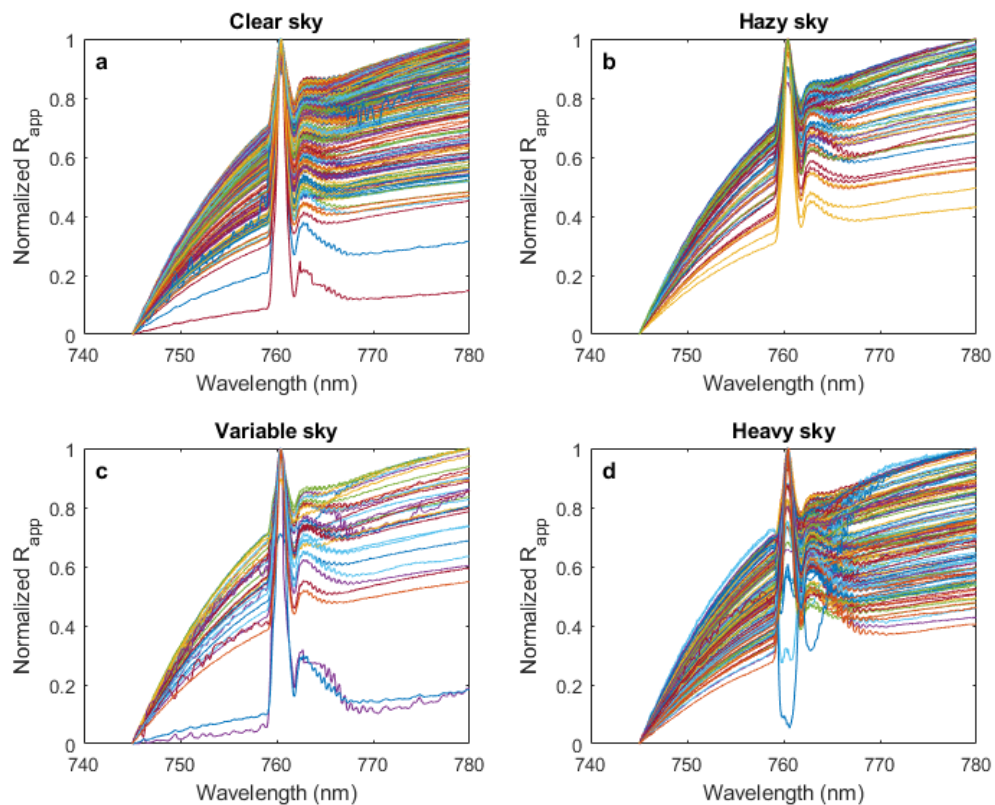 Clear sky
a
Normalized R_app
1
0.8
0.6
0.4
0.2
0
740 750 760 770 780
Wavelength (nm)
Hazy sky
b
Normalized R_app
1
0.8
0.6
0.4
0.2
0
740 750 760 770 780
Wavelength (nm)
Variable sky
c
Normalized R_app
1
0.8
0.6
0.4
0.2
0
740 750 760 770 780
Wavelength (nm)
Heavy sky
d
Normalized R_app
1
0.8
0.6
0.4
0.2
0
740 750 760 770 780
Wavelength (nm)